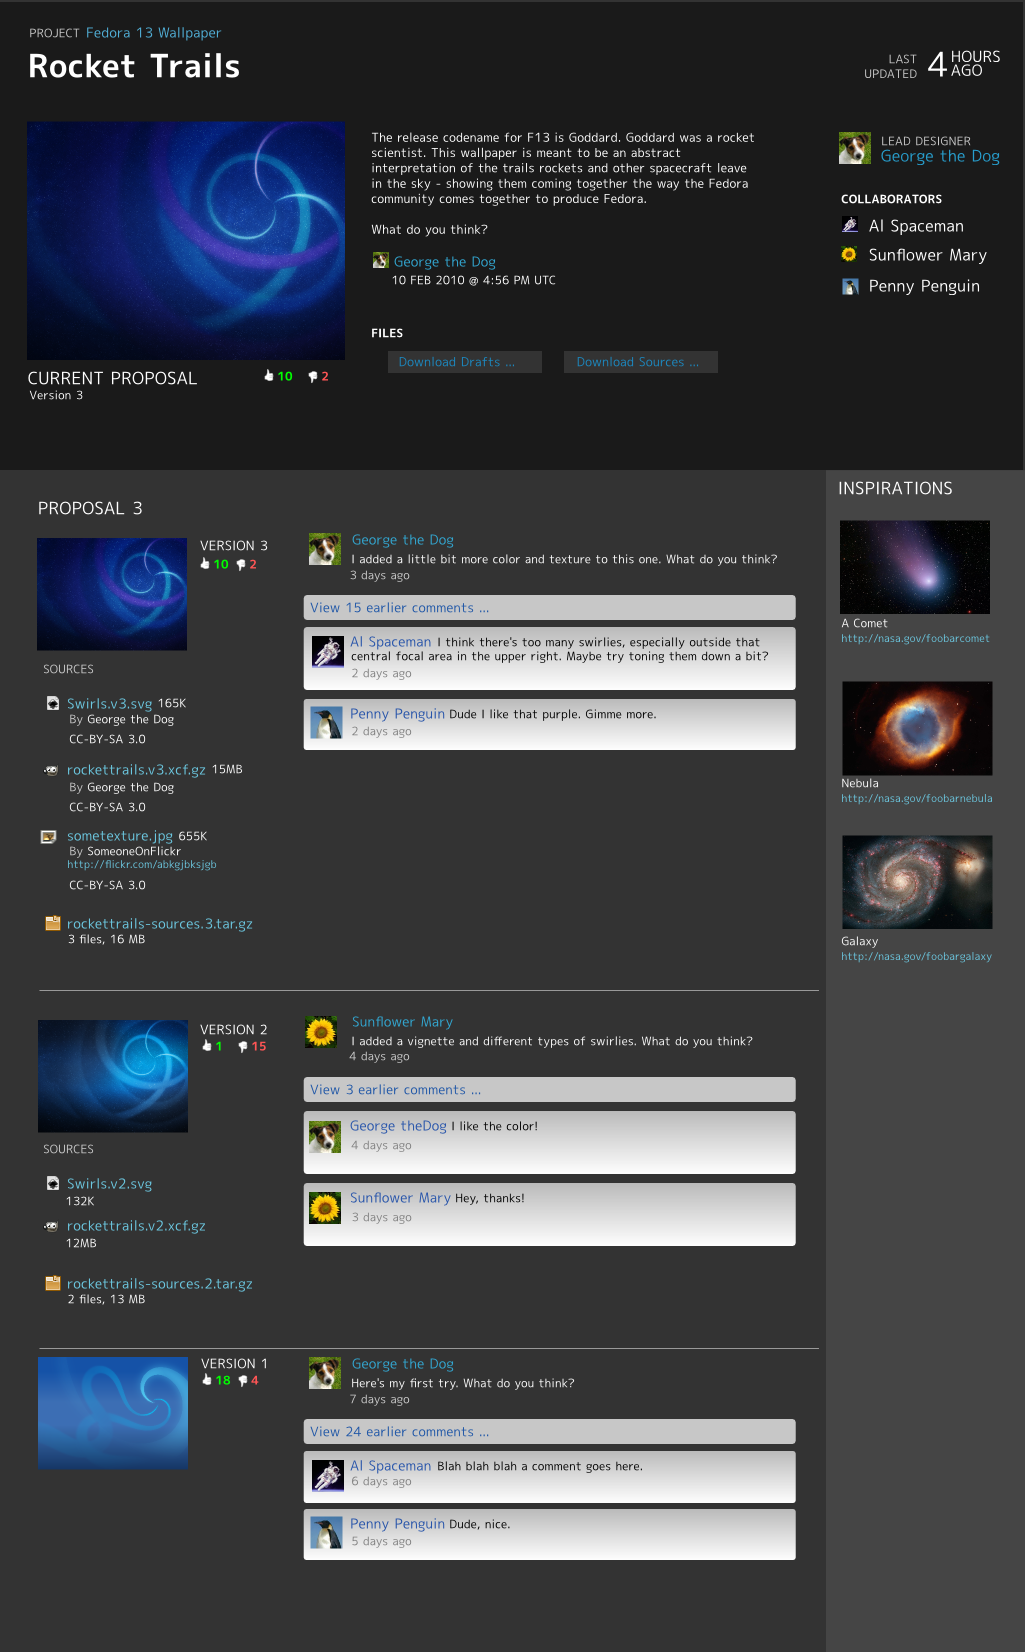 PROJECT Fedora 13 Wallpaper
Rocket Trails
LAST UPDATED 4 HOURS AGO
The release codename for F13 is Goddard. Goddard was a rocket
scientist. This wallpaper is meant to be an abstract
interpretation of the trails rockets and other spacecraft leave
in the sky - showing them coming together the way the Fedora
community comes together to produce Fedora.
What do you think?
George the Dog
10 FEB 2010 @ 4:56 PM UTC
FILES
Download Drafts ...
Download Sources ...
LEAD DESIGNER
George the Dog
COLLABORATORS
Al Spaceman
Sunflower Mary
Penny Penguin
CURRENT PROPOSAL
10 2
Version 3
PROPOSAL 3
VERSION 3
10 2
SOURCES
Swirls.v3.svg 165K
By George the Dog
CC-BY-SA 3.0
rockettrails.v3.xcf.gz 15MB
By George the Dog
CC-BY-SA 3.0
sometexture.jpg 655K
By SomeoneOnFlickr
http://flickr.com/abkgjbksjgb
CC-BY-SA 3.0
rockettrails-sources.3.tar.gz
3 files, 16 MB
George the Dog
I added a little bit more color and texture to this one. What do you think?
3 days ago
View 15 earlier comments ...
Al Spaceman I think there's too many swirlies, especially outside that
central focal area in the upper right. Maybe try toning them down a bit?
2 days ago
Penny Penguin Dude I like that purple. Gimme more.
2 days ago
VERSION 2
1 15
SOURCES
Swirls.v2.svg
132K
rockettrails.v2.xcf.gz
12MB
rockettrails-sources.2.tar.gz
2 files, 13 MB
Sunflower Mary
I added a vignette and different types of swirlies. What do you think?
4 days ago
View 3 earlier comments ...
George theDog I like the color!
4 days ago
Sunflower Mary Hey, thanks!
3 days ago
VERSION 1
18 4
George the Dog
Here's my first try. What do you think?
7 days ago
View 24 earlier comments ...
Al Spaceman Blah blah blah a comment goes here.
6 days ago
Penny Penguin Dude, nice.
5 days ago
INSPIRATIONS
A Comet
http://nasa.gov/foobarcomet
Nebula
http://nasa.gov/foobarnebula
Galaxy
http://nasa.gov/foobargalaxy